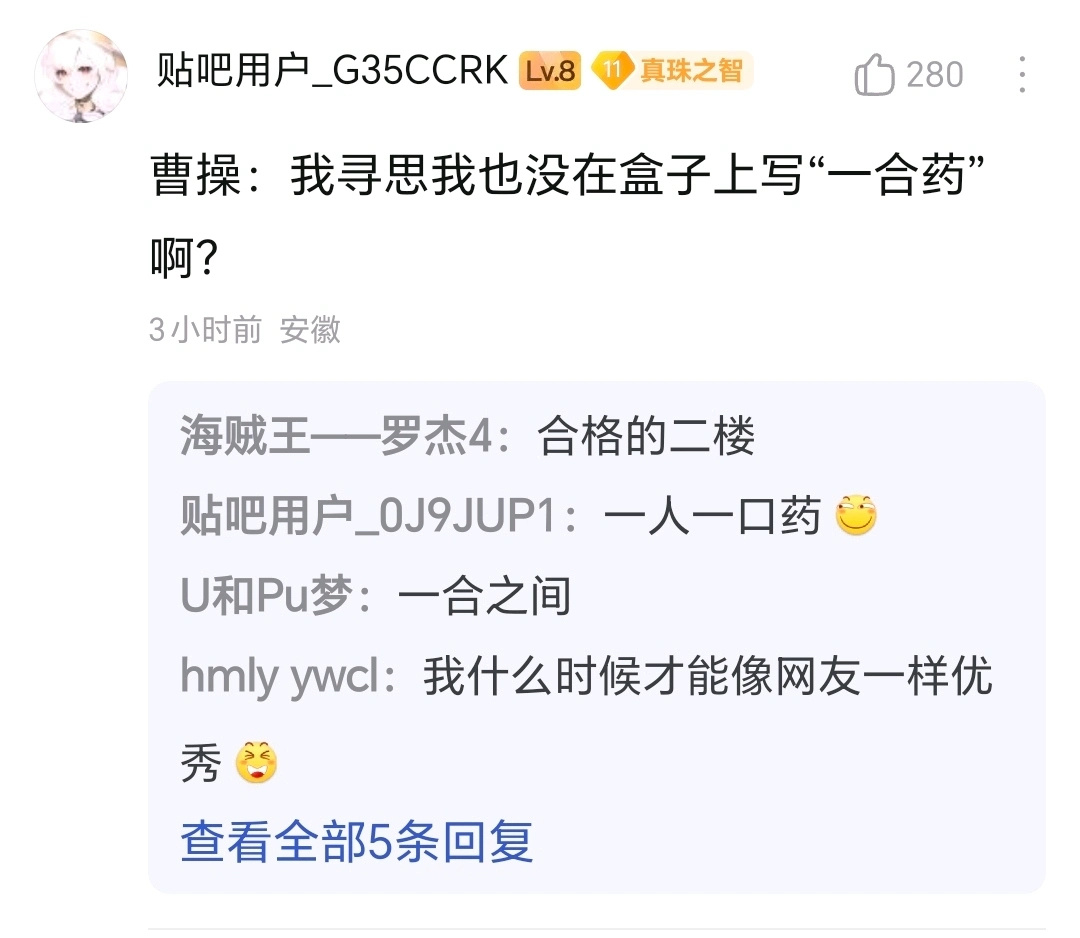 贴吧用户_G35CCRK Lv.8 11 真珠之智 280
曹操：我寻思我也没在盒子上写“一合药”
啊？
3小时前 安徽
海贼王——罗杰4：合格的二楼
贴吧用户_0J9JUP1：一人一口药
U和Pu梦：一合之间
hmly ywcl：我什么时候才能像网友一样优
秀
查看全部5条回复